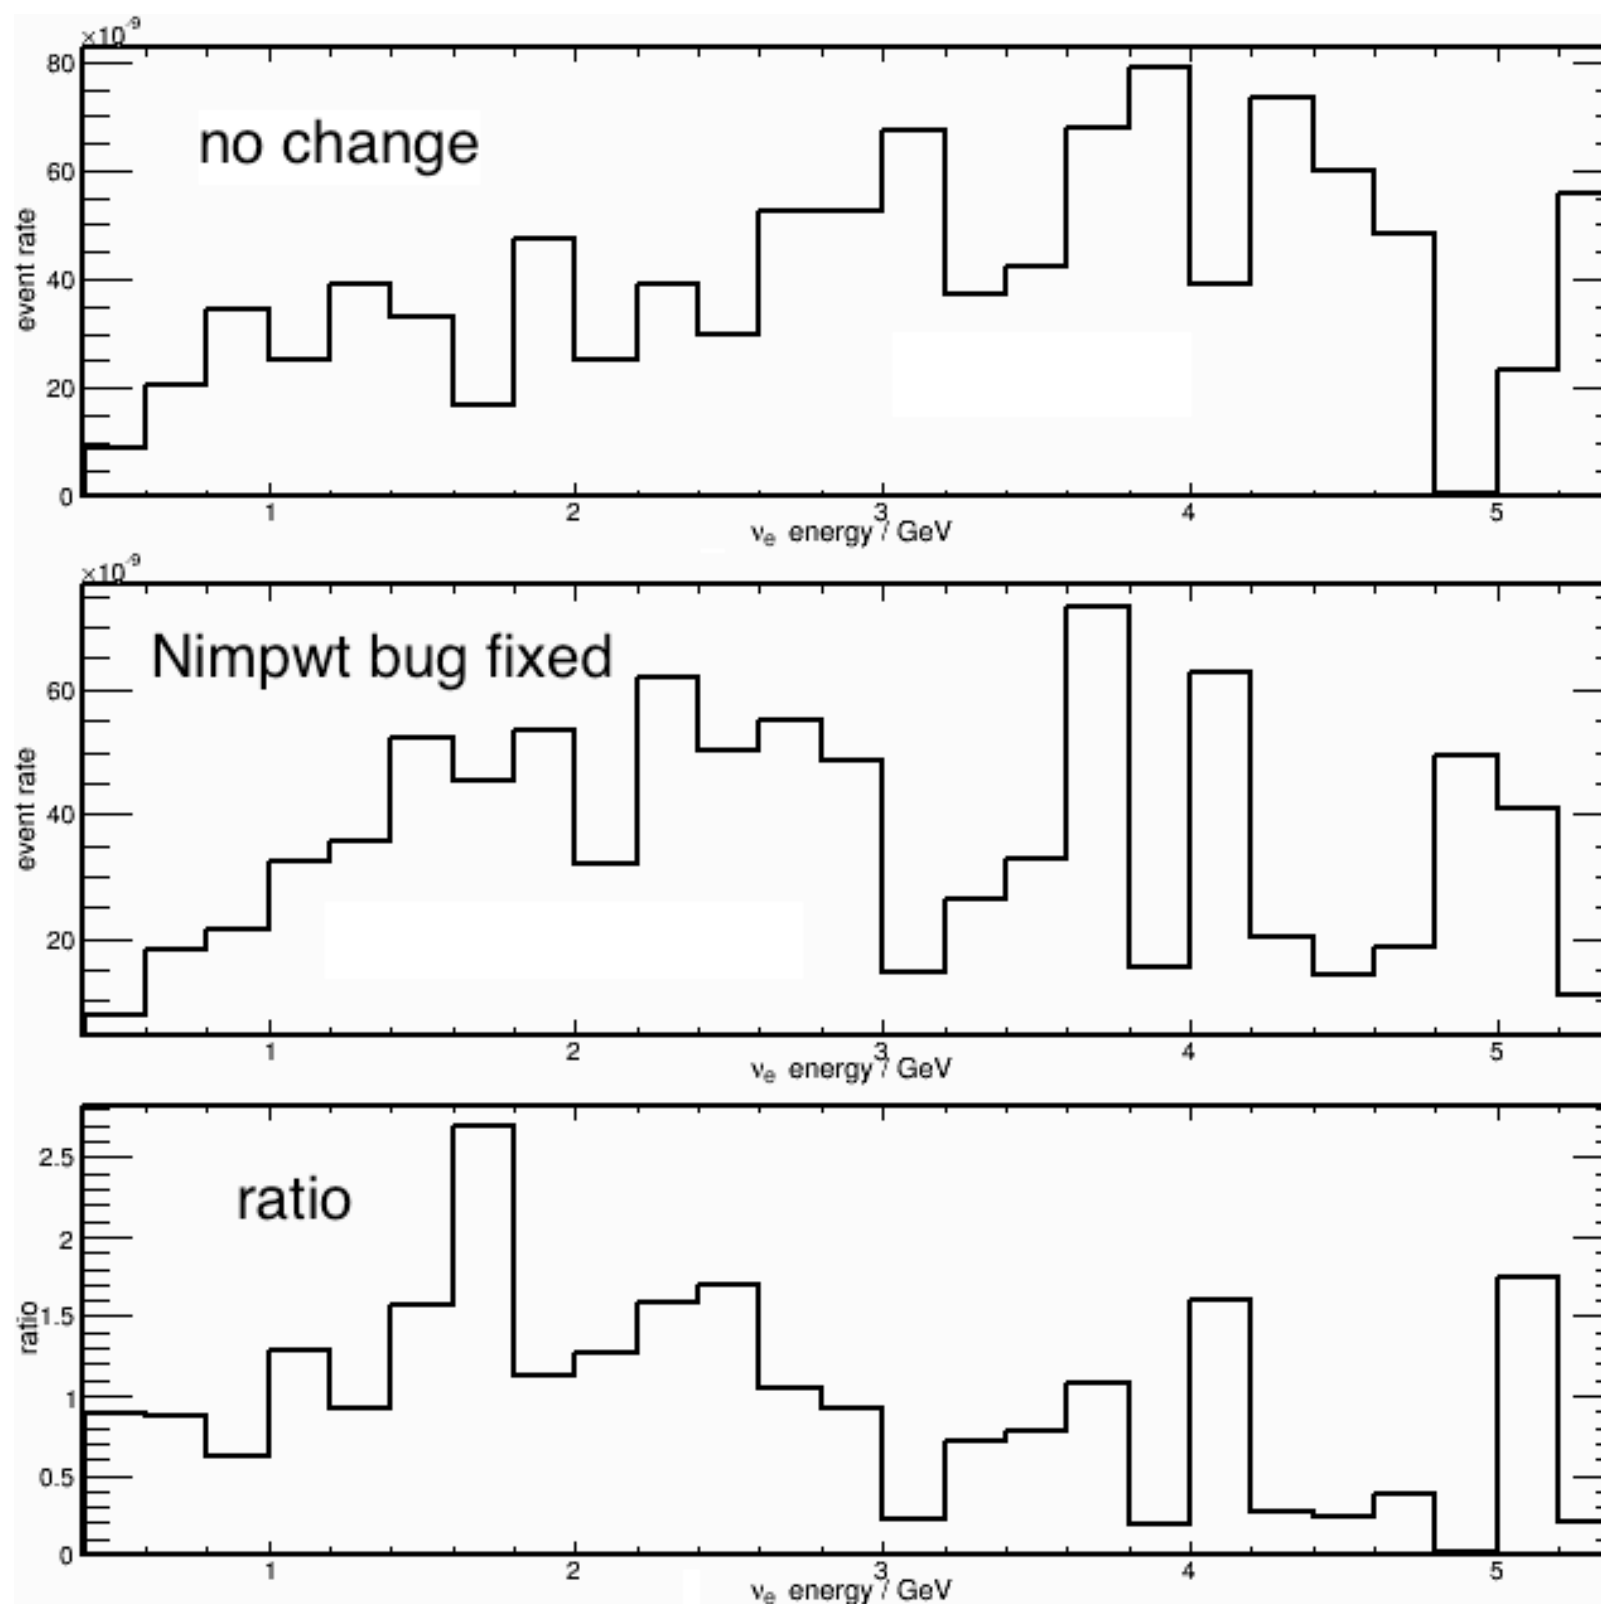 ×10⁻⁹
80
no change
60
event rate
40
20
0
1 2 3 4 5
νe energy / GeV
×10⁻⁹
Nimpwt bug fixed
60
event rate
40
20
1 2 3 4 5
νe energy / GeV
2.5
ratio
2
ratio
1.5
1
0.5
0
1 2 3 4 5
νe energy / GeV